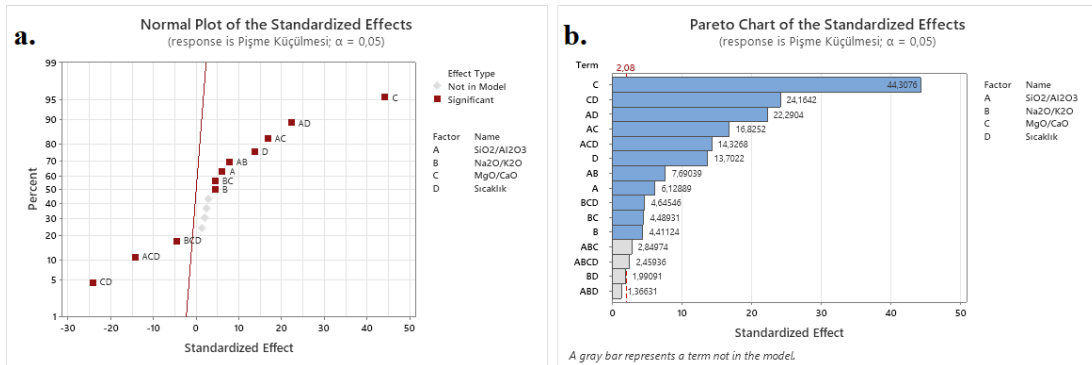 a.
Normal Plot of the Standardized Effects
(response is Pişme Küçülmesi; α = 0,05)
99
95
90
80
70
60
50
40
30
20
10
5
1
Percent
-30 -20 -10 0 10 20 30 40 50
Standardized Effect
C
AD
AC
D
AB
A
BC
B
BCD
ACD
CD
Effect Type
Not in Model
Significant
Factor Name
A SiO2/Al2O3
B Na2O/K2O
C MgO/CaO
D Sıcaklık
b.
Pareto Chart of the Standardized Effects
(response is Pişme Küçülmesi; α = 0,05)
Term
2,08
C 44,3076
CD 24,1642
AD 22,2904
AC 16,8252
ACD 14,3268
D 13,7022
AB 7,69039
A 6,12889
BCD 4,64546
BC 4,48931
B 4,41124
ABC 2,84974
ABCD 2,45936
BD 1,99091
ABD 1,36631
0 10 20 30 40 50
Standardized Effect
A gray bar represents a term not in the model.
Factor Name
A SiO2/Al2O3
B Na2O/K2O
C MgO/CaO
D Sıcaklık